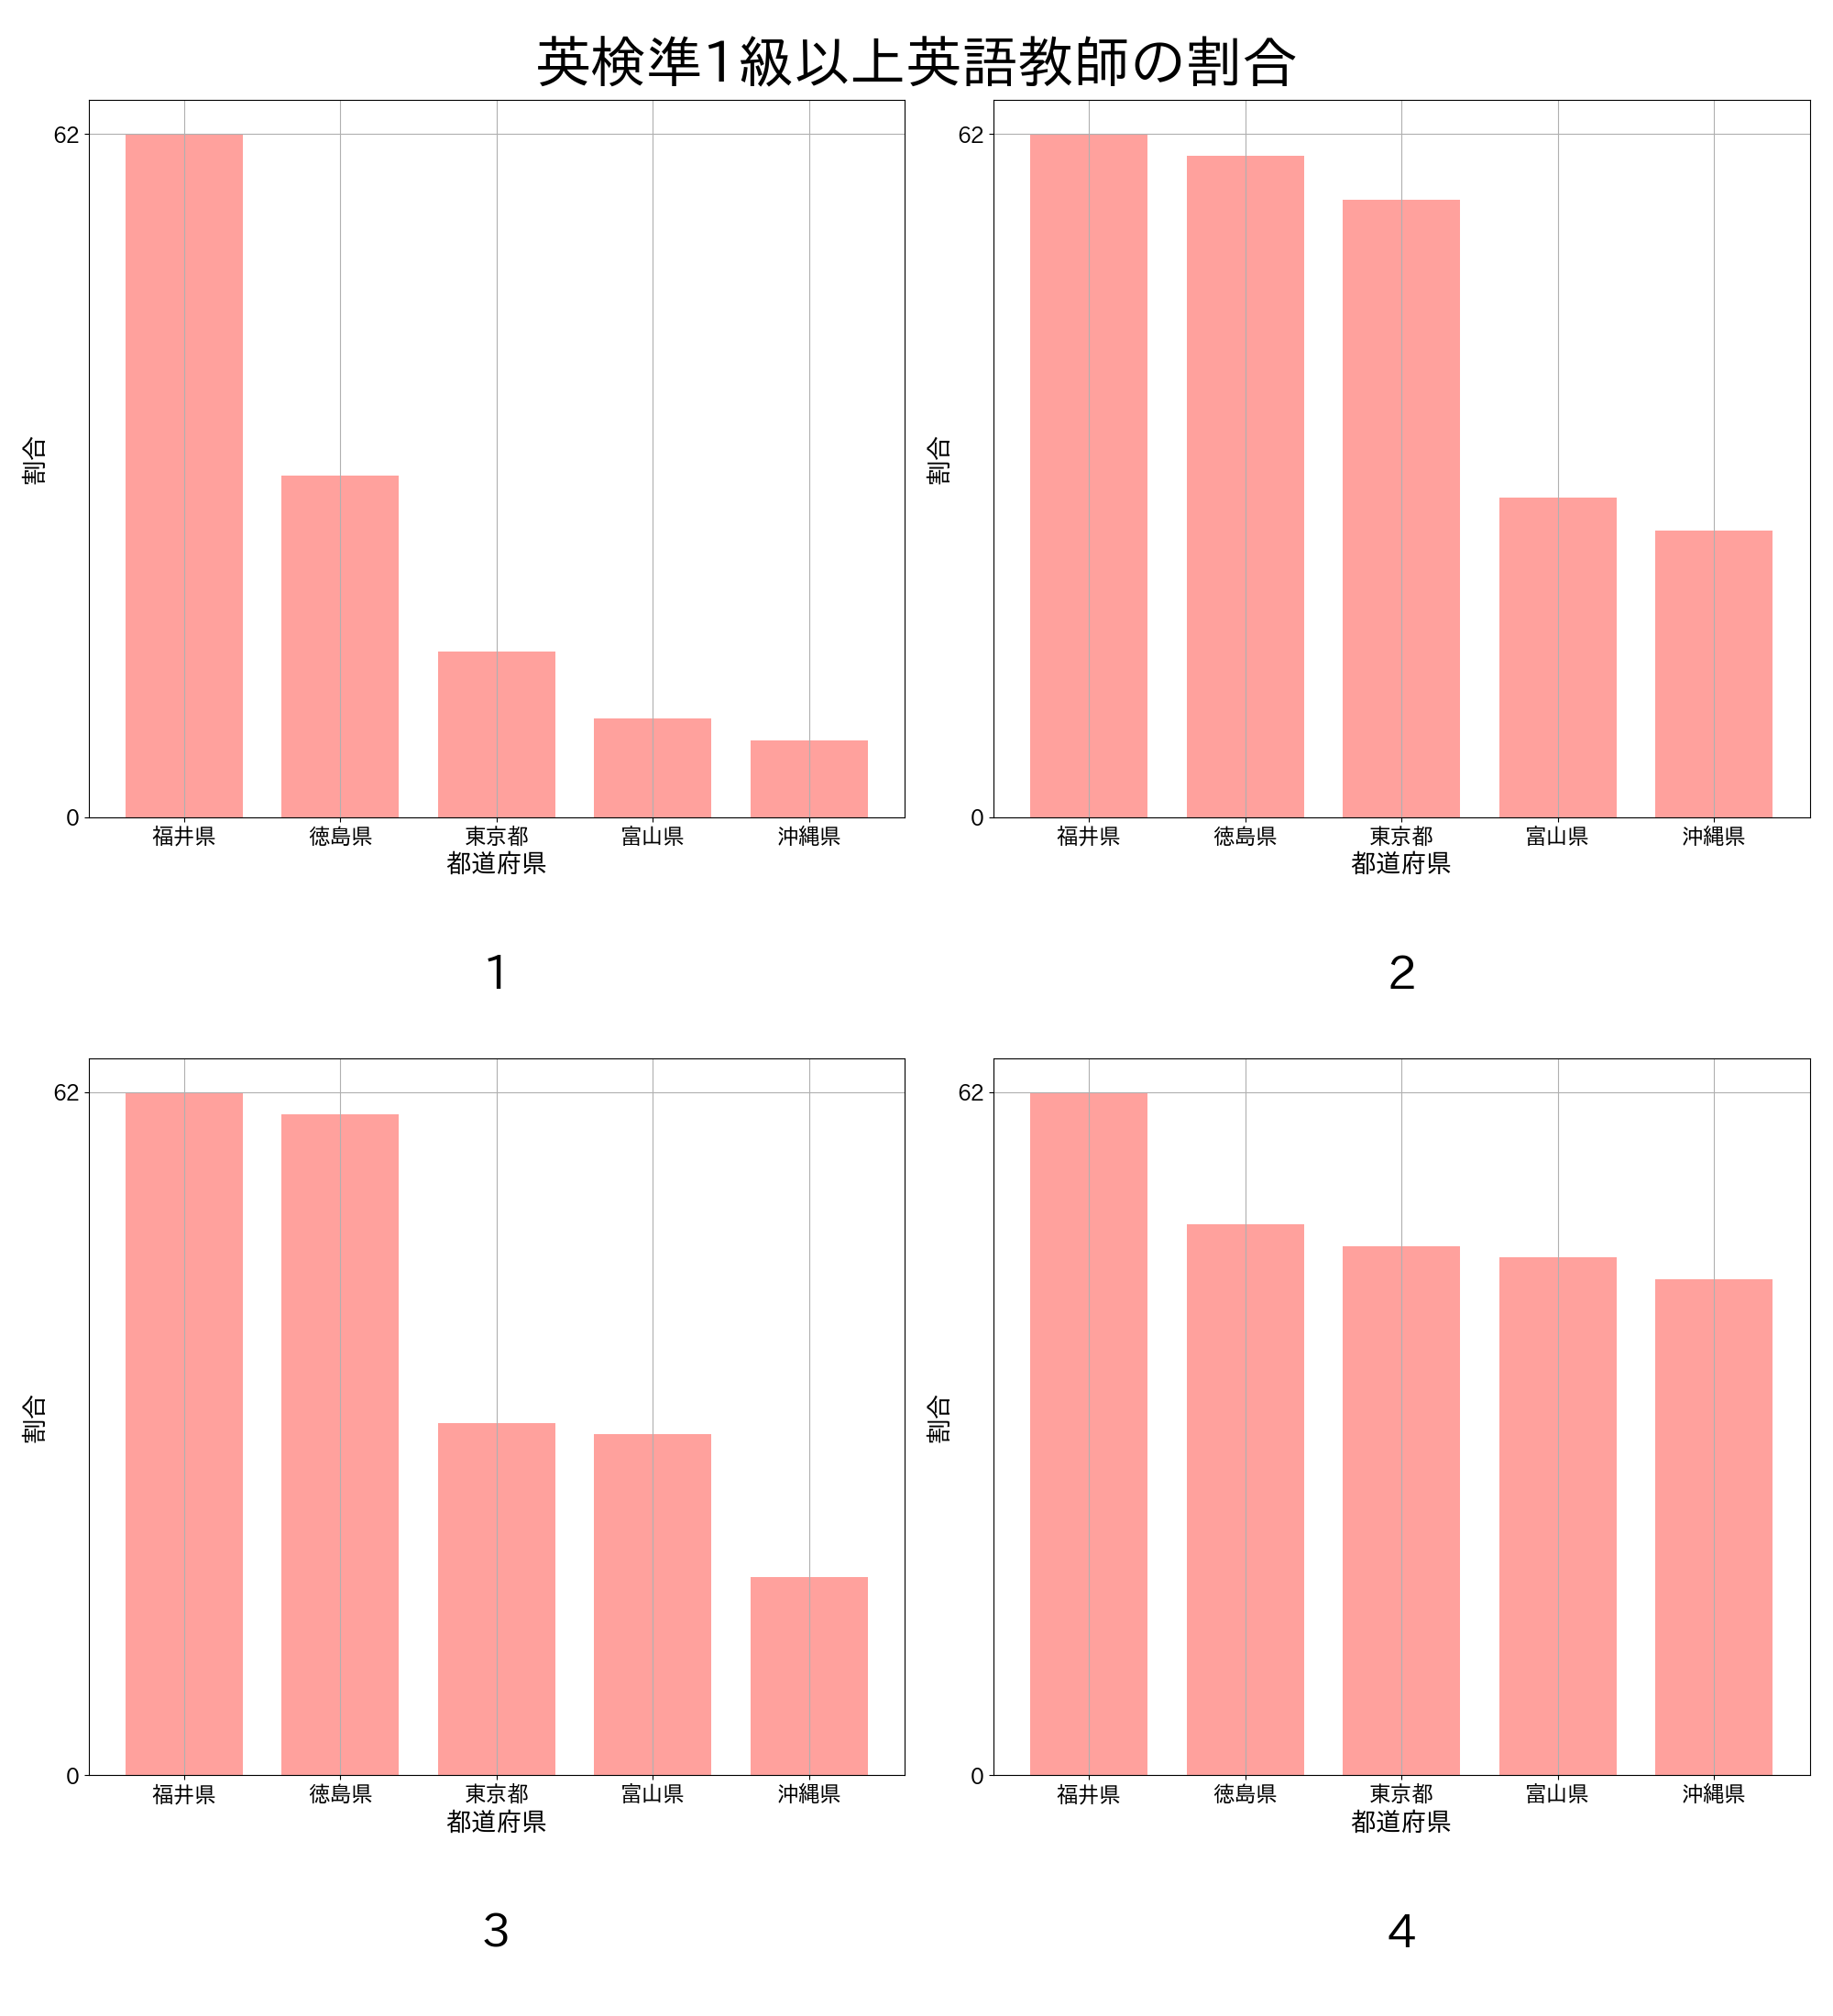 英検準1級以上英語教師の割合
62
0
割合
福井県 徳島県 東京都 富山県 沖縄県
都道府県
1
62
0
割合
福井県 徳島県 東京都 富山県 沖縄県
都道府県
2
62
0
割合
福井県 徳島県 東京都 富山県 沖縄県
都道府県
3
62
0
割合
福井県 徳島県 東京都 富山県 沖縄県
都道府県
4